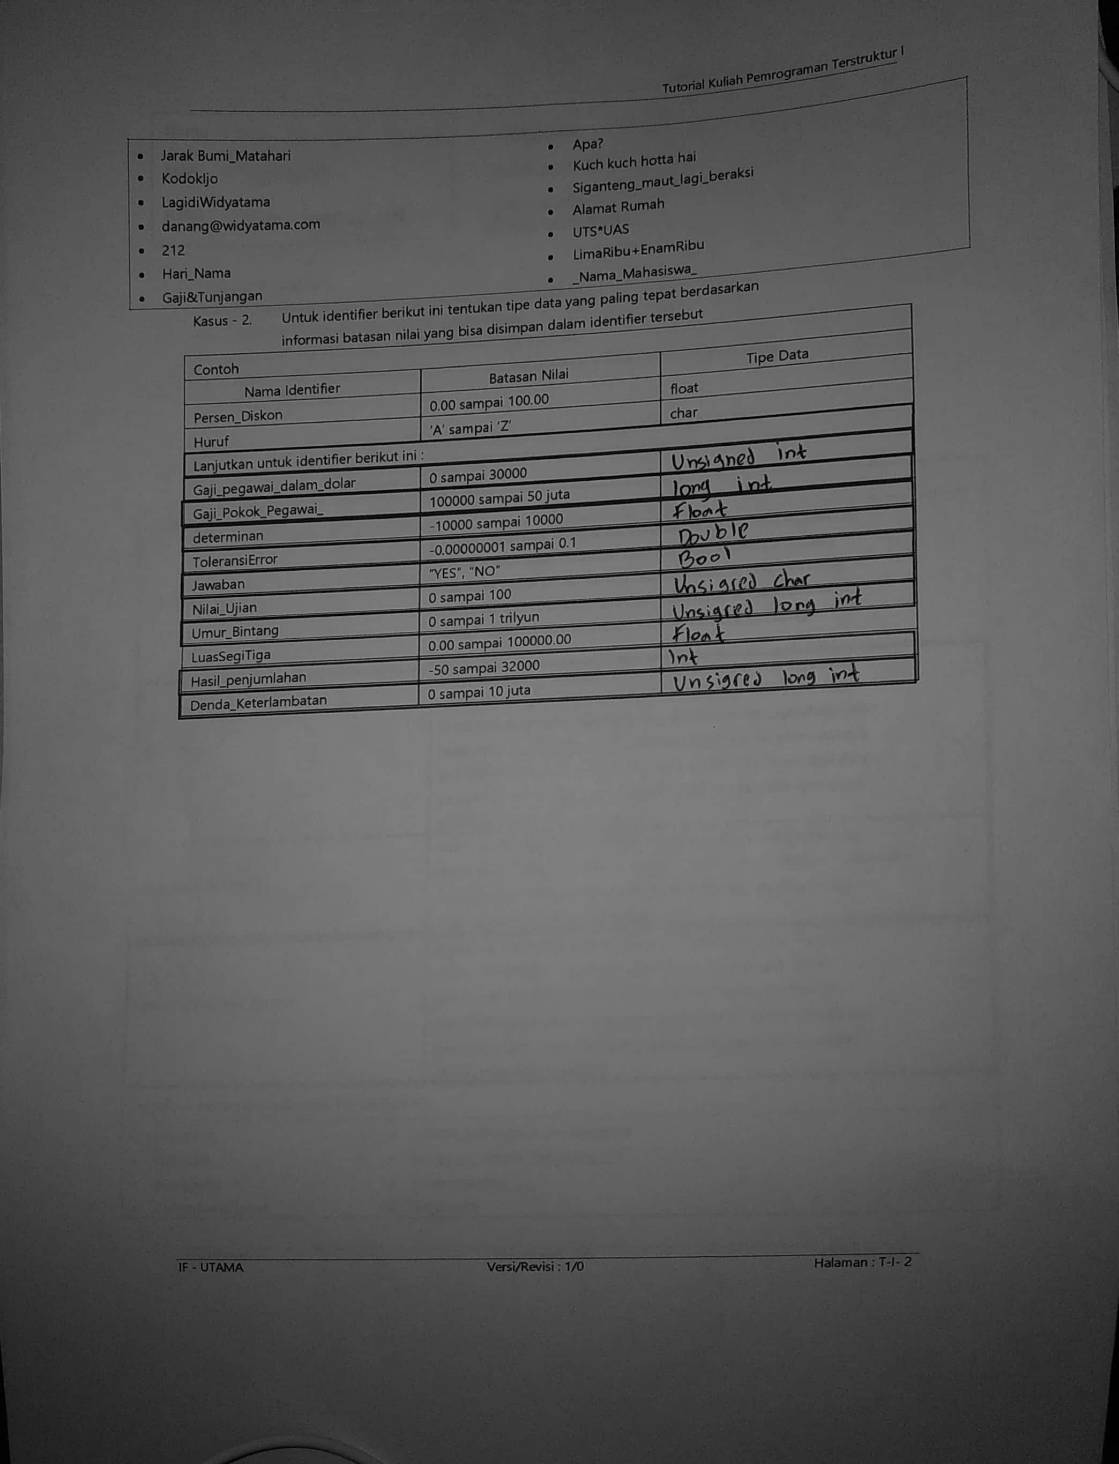 Tutorial Kuliah Pemrograman Terstruktur I
• Jarak Bumi_Matahari
• KodokIjo
• LagidiWidyatama
• danang@widyatama.com
• 212
• Hari_Nama
• Gaji&Tunjangan
• Apa?
• Kuch kuch hotta hai
• Siganteng_maut_lagi_beraksi
• Alamat Rumah
• UTS*UAS
• LimaRibu+EnamRibu
• _Nama_Mahasiswa_
Kasus - 2. Untuk identifier berikut ini tentukan tipe data yang paling tepat berdasarkan
informasi batasan nilai yang bisa disimpan dalam identifier tersebut
Contoh
Nama Identifier Batasan Nilai Tipe Data
Persen_Diskon 0.00 sampai 100.00 float
Huruf 'A' sampai 'Z' char
Lanjutkan untuk identifier berikut ini :
Gaji_pegawai_dalam_dolar 0 sampai 30000 Unsigned int
Gaji_Pokok_Pegawai_ 100000 sampai 50 juta long int
determinan -10000 sampai 10000 Float
ToleransiError -0.00000001 sampai 0.1 Double
Jawaban "YES", "NO" Bool
Nilai_Ujian 0 sampai 100 Unsigred char
Umur_Bintang 0 sampai 1 trilyun Unsigred long int
LuasSegiTiga 0.00 sampai 100000.00 Float
Hasil_penjumlahan -50 sampai 32000 Int
Denda_Keterlambatan 0 sampai 10 juta Unsigred long int
IF - UTAMA Versi/Revisi : 1/0 Halaman : T-I- 2